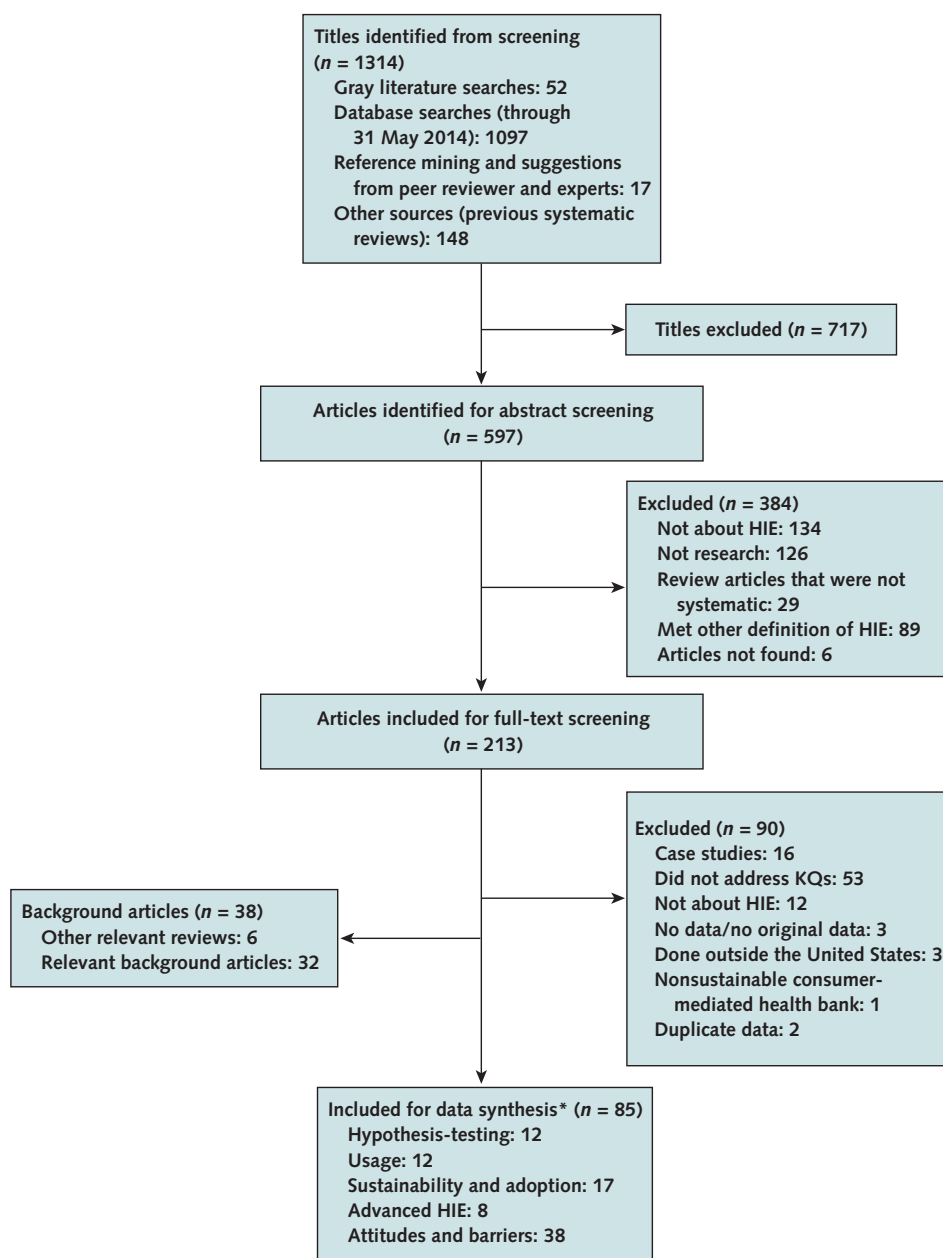 Titles identified from screening
(n = 1314)
Gray literature searches: 52
Database searches (through
31 May 2014): 1097
Reference mining and suggestions
from peer reviewer and experts: 17
Other sources (previous systematic
reviews): 148
Titles excluded (n = 717)
Articles identified for abstract screening
(n = 597)
Excluded (n = 384)
Not about HIE: 134
Not research: 126
Review articles that were not
systematic: 29
Met other definition of HIE: 89
Articles not found: 6
Articles included for full-text screening
(n = 213)
Excluded (n = 90)
Case studies: 16
Did not address KQs: 53
Not about HIE: 12
No data/no original data: 3
Done outside the United States: 3
Nonsustainable consumer-
mediated health bank: 1
Duplicate data: 2
Background articles (n = 38)
Other relevant reviews: 6
Relevant background articles: 32
Included for data synthesis* (n = 85)
Hypothesis-testing: 12
Usage: 12
Sustainability and adoption: 17
Advanced HIE: 8
Attitudes and barriers: 38